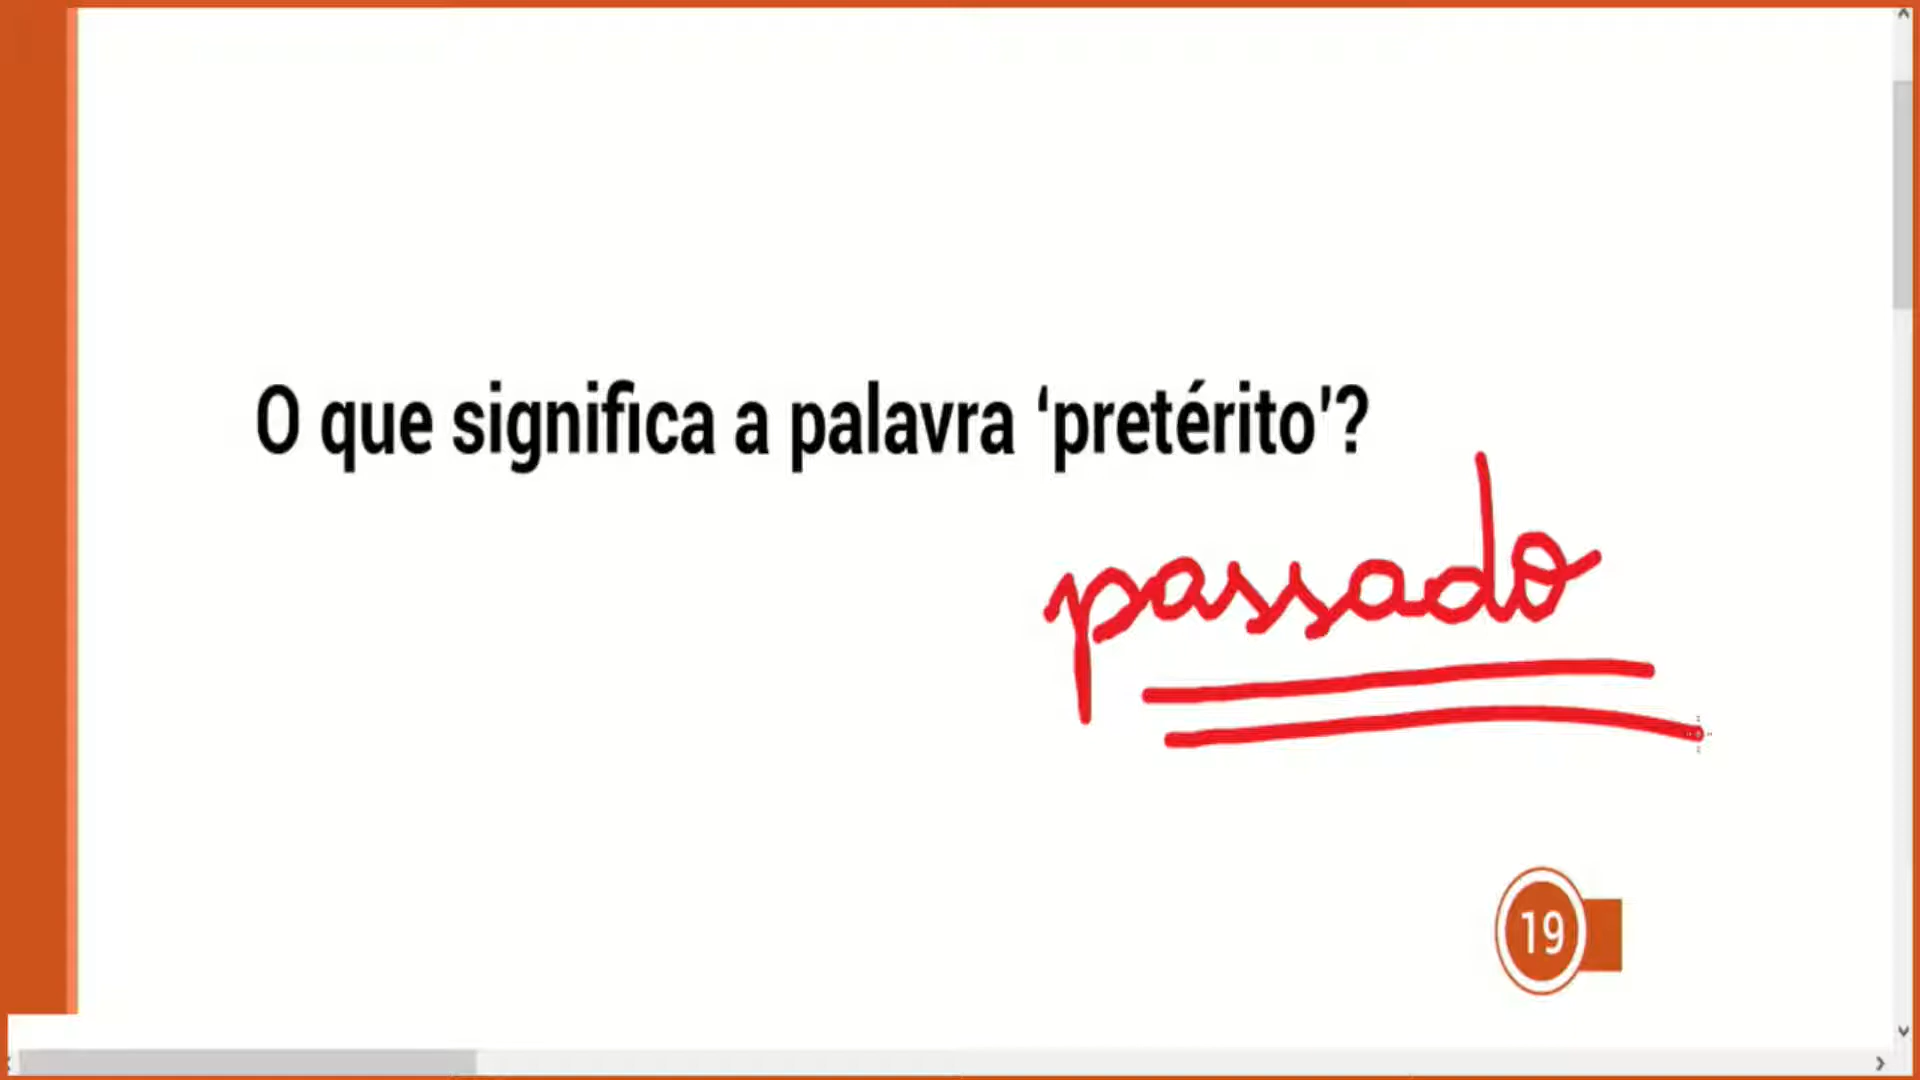 O que significa a palavra ‘pretérito’?
passado
19